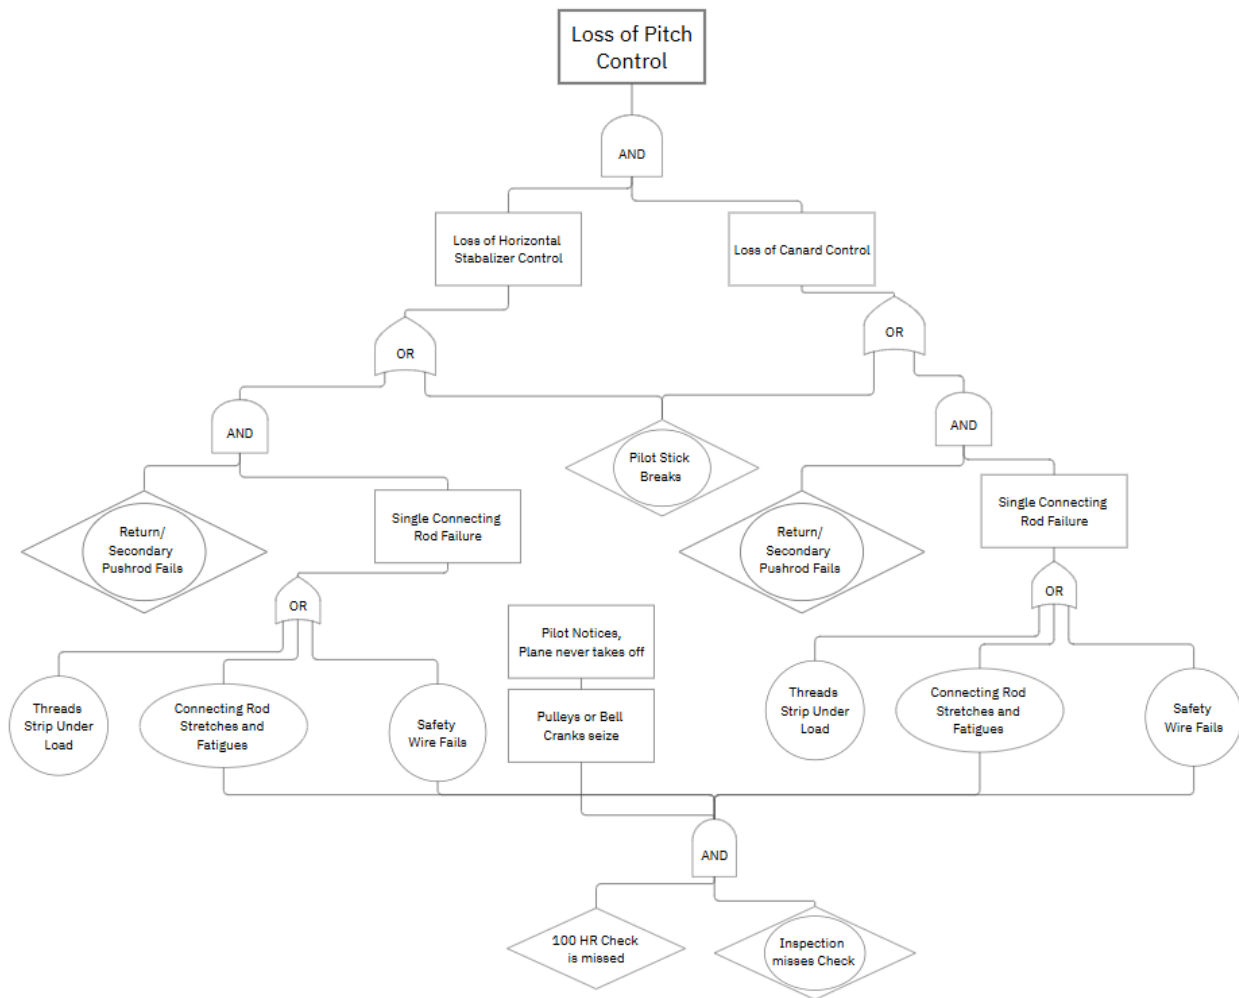 Loss of Pitch
Control
AND
Loss of Horizontal
Stabalizer Control
Loss of Canard Control
OR
OR
AND
AND
Pilot Stick
Breaks
Return/
Secondary
Pushrod Fails
Single Connecting
Rod Failure
Return/
Secondary
Pushrod Fails
Single Connecting
Rod Failure
OR
OR
Pilot Notices,
Plane never takes off
Threads
Strip Under
Load
Connecting Rod
Stretches and
Fatigues
Safety
Wire Fails
Pulleys or Bell
Cranks seize
Threads
Strip Under
Load
Connecting Rod
Stretches and
Fatigues
Safety
Wire Fails
AND
100 HR Check
is missed
Inspection
misses Check